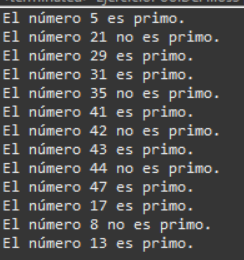 El número 5 es primo.
El número 21 no es primo.
El número 29 es primo.
El número 31 es primo.
El número 35 no es primo.
El número 41 es primo.
El número 42 no es primo.
El número 43 es primo.
El número 44 no es primo.
El número 47 es primo.
El número 17 es primo.
El número 8 no es primo.
El número 13 es primo.